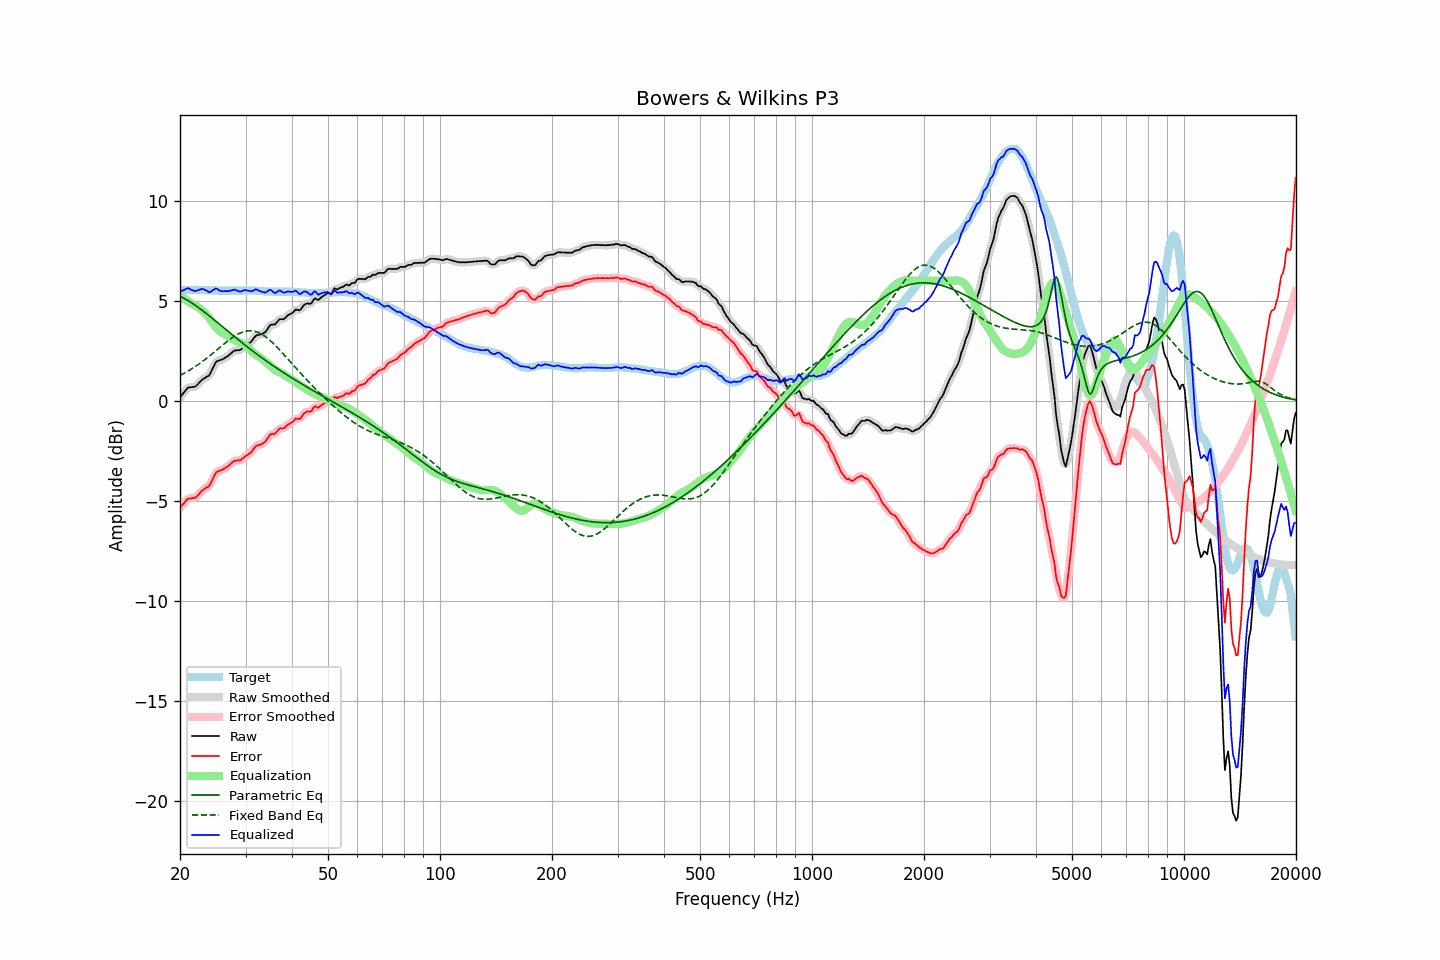 Bowers & Wilkins P3
Amplitude (dBr)
10
5
0
−5
−10
−15
−20
Target
Raw Smoothed
Error Smoothed
Raw
Error
Equalization
Parametric Eq
Fixed Band Eq
Equalized
20 50 100 200 500 1000 2000 5000 10000 20000
Frequency (Hz)